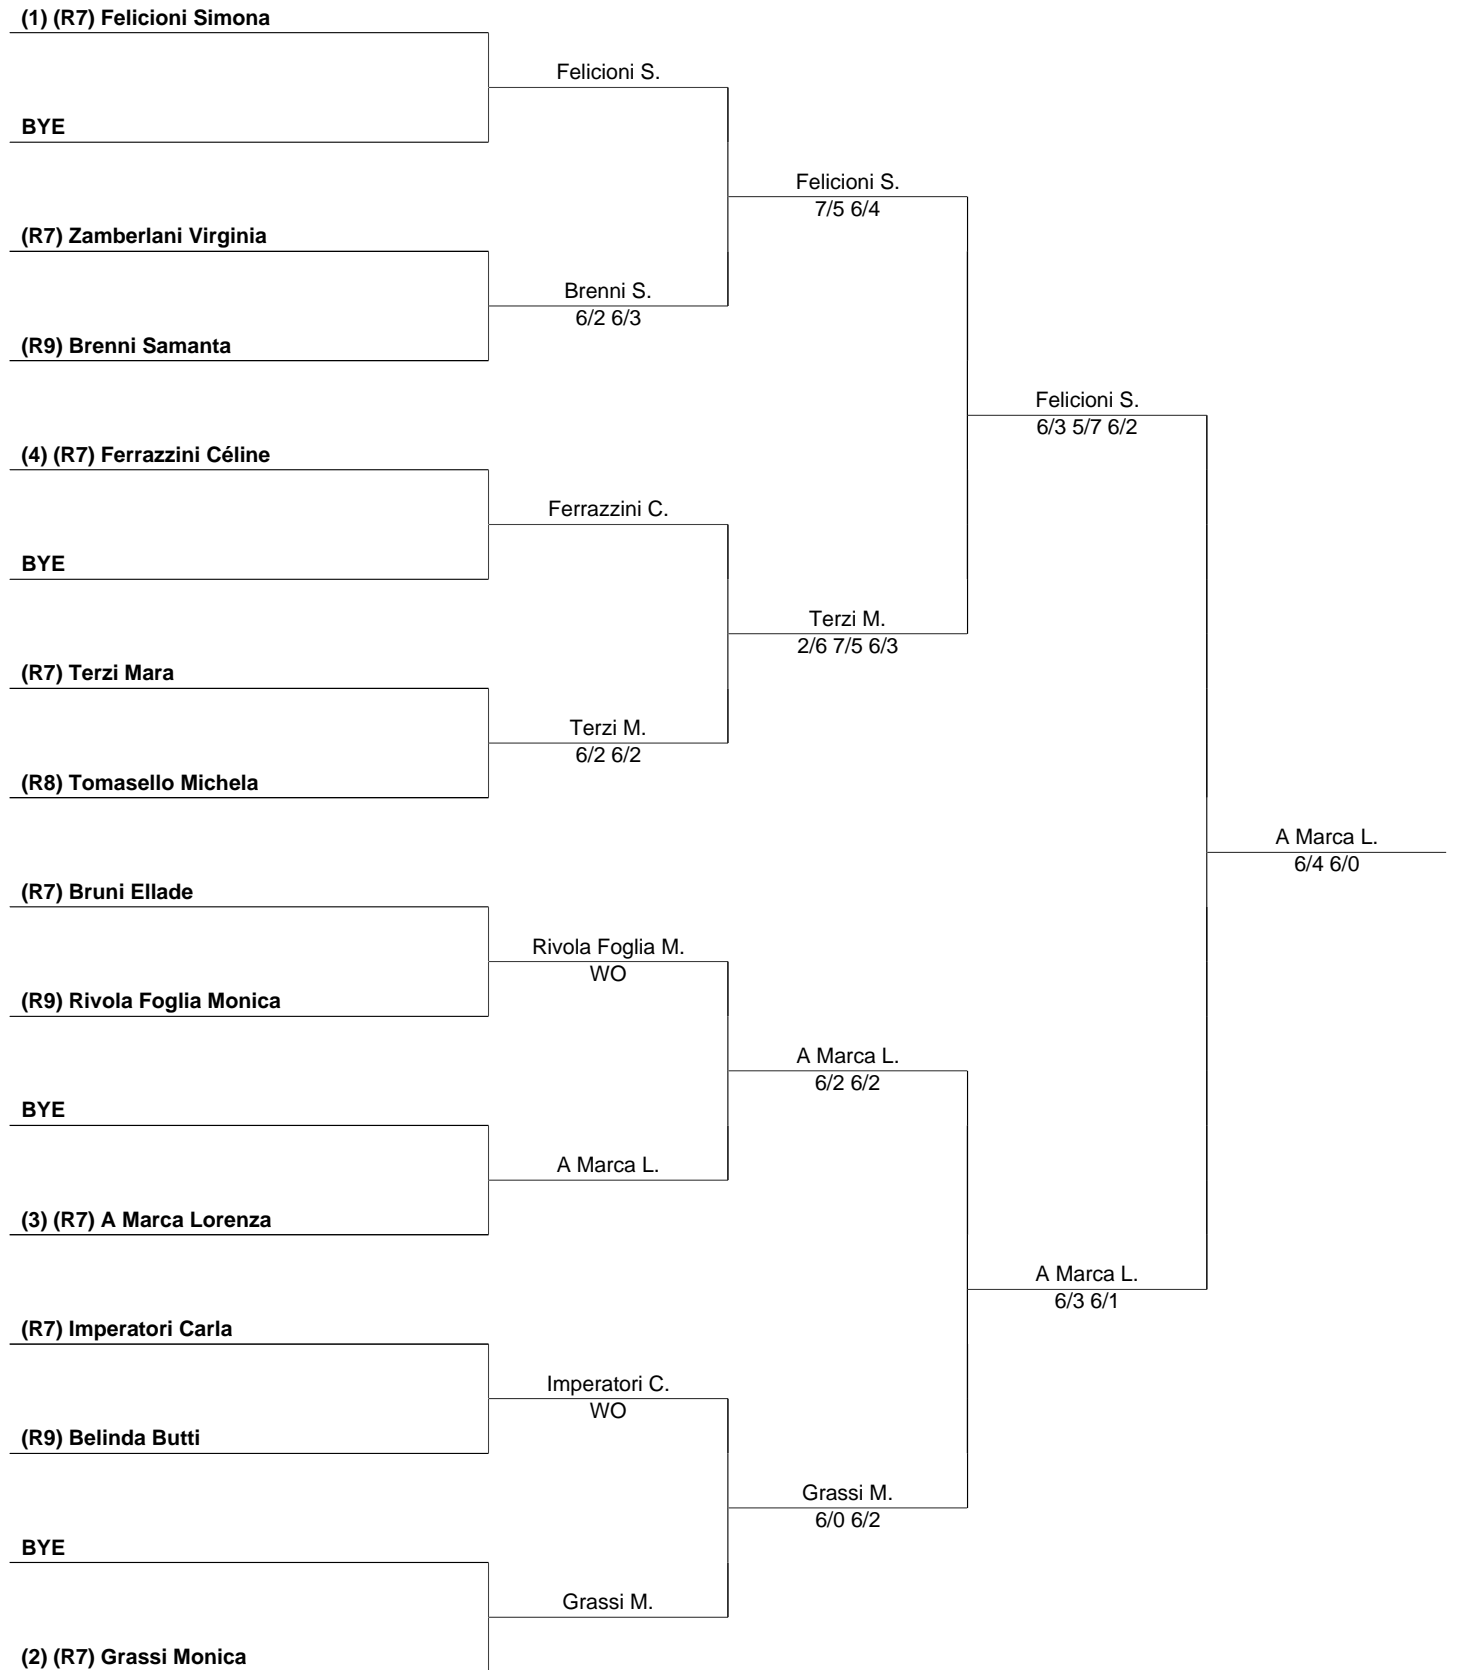 (1) (R7) Felicioni Simona
Felicioni S.
BYE
Felicioni S.
7/5 6/4
(R7) Zamberlani Virginia
Brenni S.
6/2 6/3
(R9) Brenni Samanta
Felicioni S.
6/3 5/7 6/2
(4) (R7) Ferrazzini Céline
Ferrazzini C.
BYE
Terzi M.
2/6 7/5 6/3
(R7) Terzi Mara
Terzi M.
6/2 6/2
(R8) Tomasello Michela
A Marca L.
6/4 6/0
(R7) Bruni Ellade
Rivola Foglia M.
WO
(R9) Rivola Foglia Monica
A Marca L.
6/2 6/2
BYE
A Marca L.
(3) (R7) A Marca Lorenza
A Marca L.
6/3 6/1
(R7) Imperatori Carla
Imperatori C.
WO
(R9) Belinda Butti
Grassi M.
6/0 6/2
BYE
Grassi M.
(2) (R7) Grassi Monica